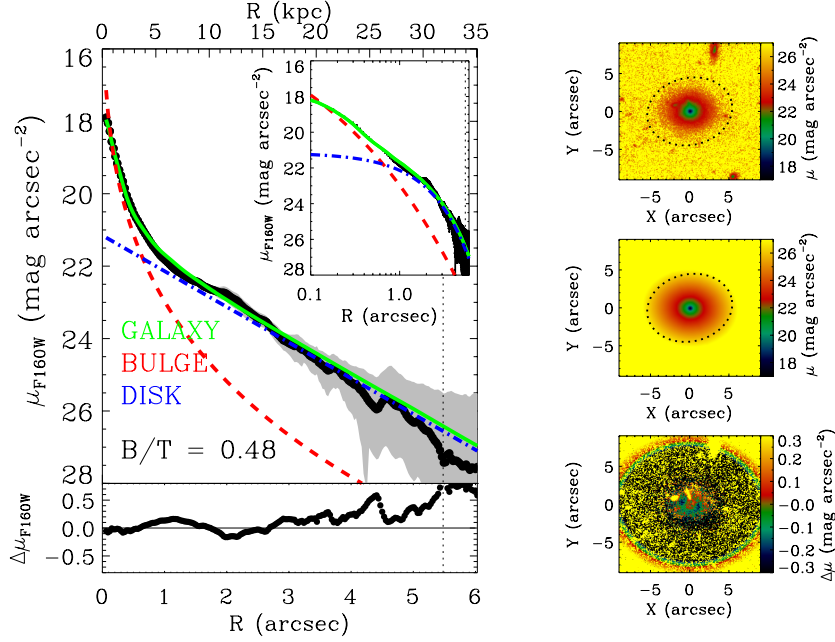 R (kpc)
0 5 10 15 20 25 30 35
μF160W (mag arcsec−2)
18
20
22
24
26
28
16
18
20
22
24
26
28
μF160W (mag arcsec−2)
0.1 1.0
R (arcsec)
GALAXY
BULGE
DISK
B/T = 0.48
ΔμF160W
0.5
0.0
−0.5
0 1 2 3 4 5 6
R (arcsec)
Y (arcsec)
5
0
−5
−5 0 5
X (arcsec)
26
24
22
20
18
μ (mag arcsec−2)
Y (arcsec)
5
0
−5
−5 0 5
X (arcsec)
26
24
22
20
18
μ (mag arcsec−2)
Y (arcsec)
5
0
−5
−5 0 5
X (arcsec)
0.3
0.2
0.1
−0.0
−0.1
−0.2
−0.3
Δμ (mag arcsec−2)